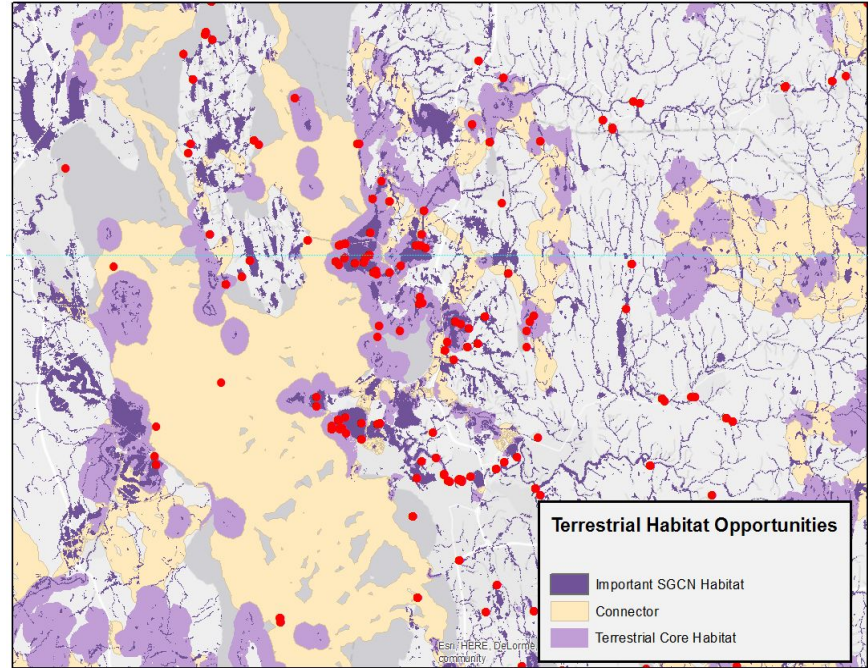 Terrestrial Habitat Opportunities
Important SGCN Habitat
Connector
Terrestrial Core Habitat
Esri, HERE, DeLorme,
community